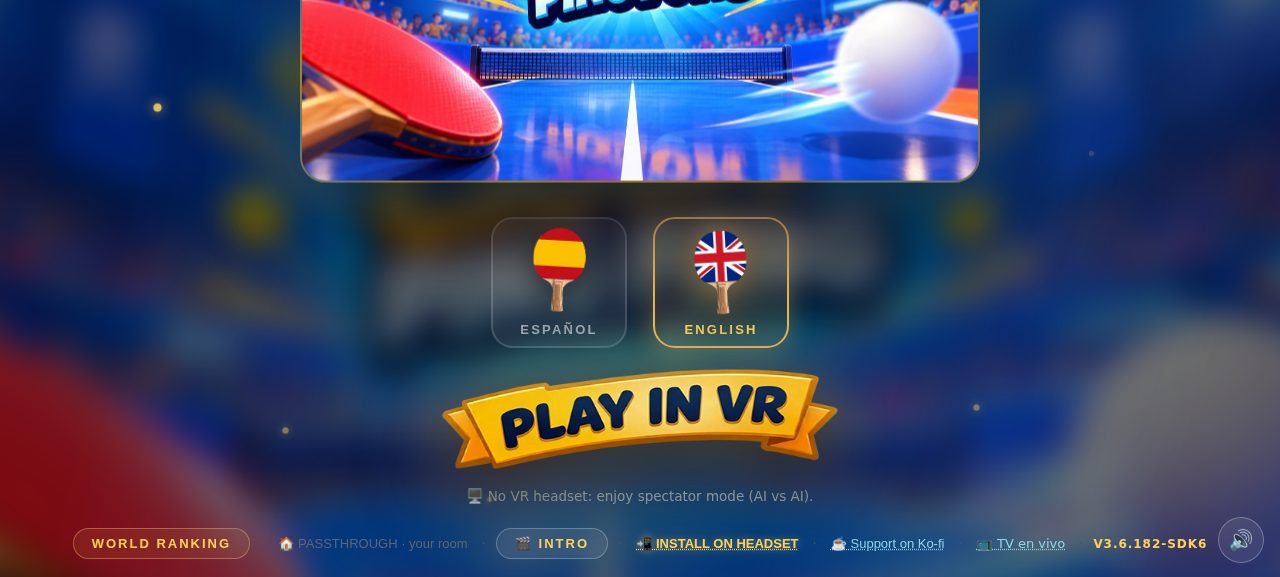 ESPAÑOL
ENGLISH
PLAY IN VR
No VR headset: enjoy spectator mode (AI vs AI).
WORLD RANKING
PASSTHROUGH · your room
INTRO
INSTALL ON HEADSET
Support on Ko-fi
TV en vivo
V3.6.182-SDK6